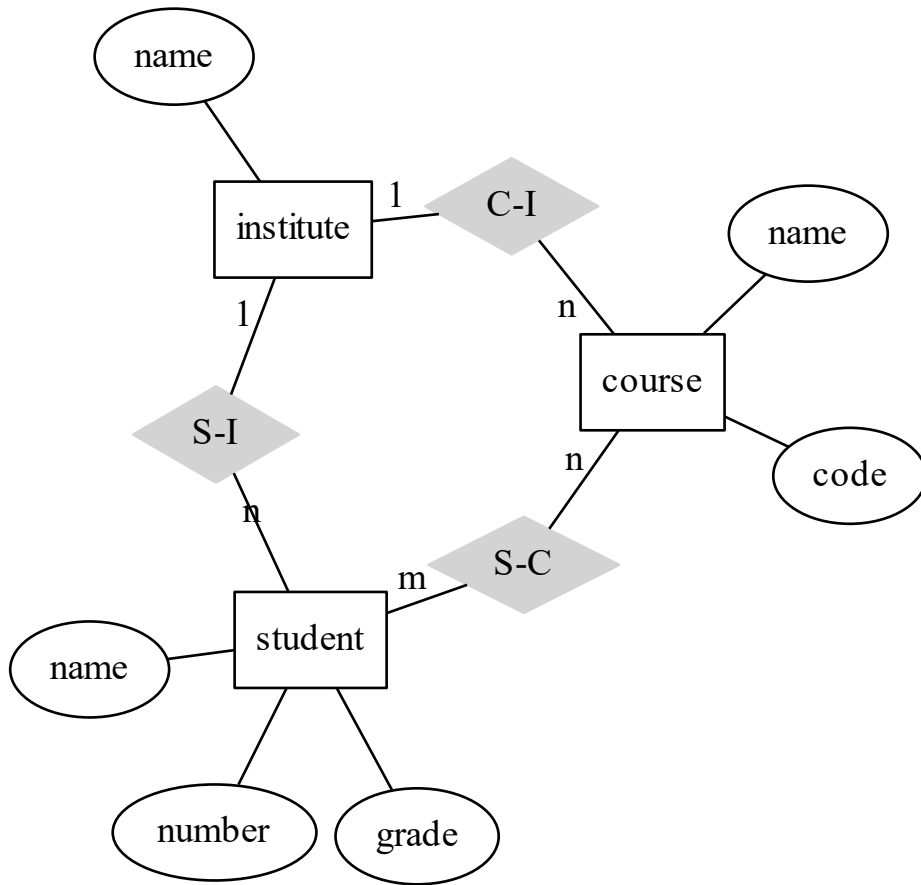 name
1
C-I
institute
name
1
n
course
S-I
n
code
n
S-C
m
student
name
number
grade